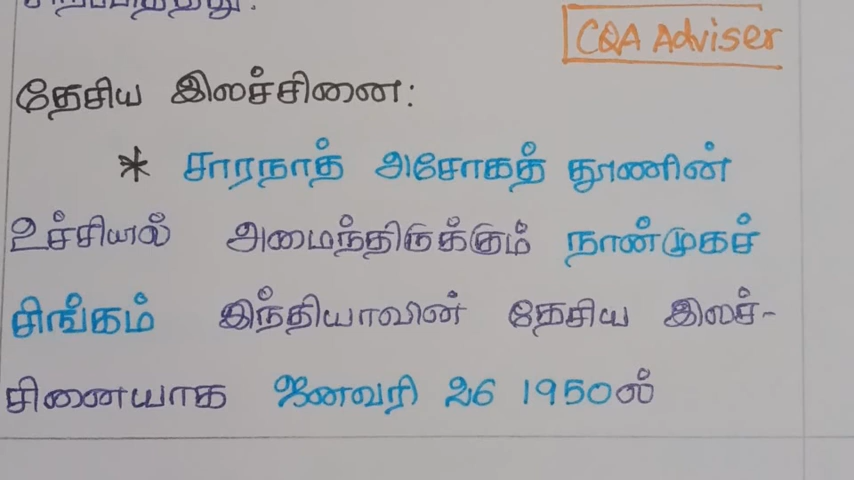 CQA Adviser
தேசிய இலச்சினை:
* சாரநாத் அசோகத் தூணின்
உச்சியில் அமைந்திருக்கும் நான்முகச்
சிங்கம் இந்தியாவின் தேசிய இலச்-
சினையாக ஜனவரி 26 1950ல்